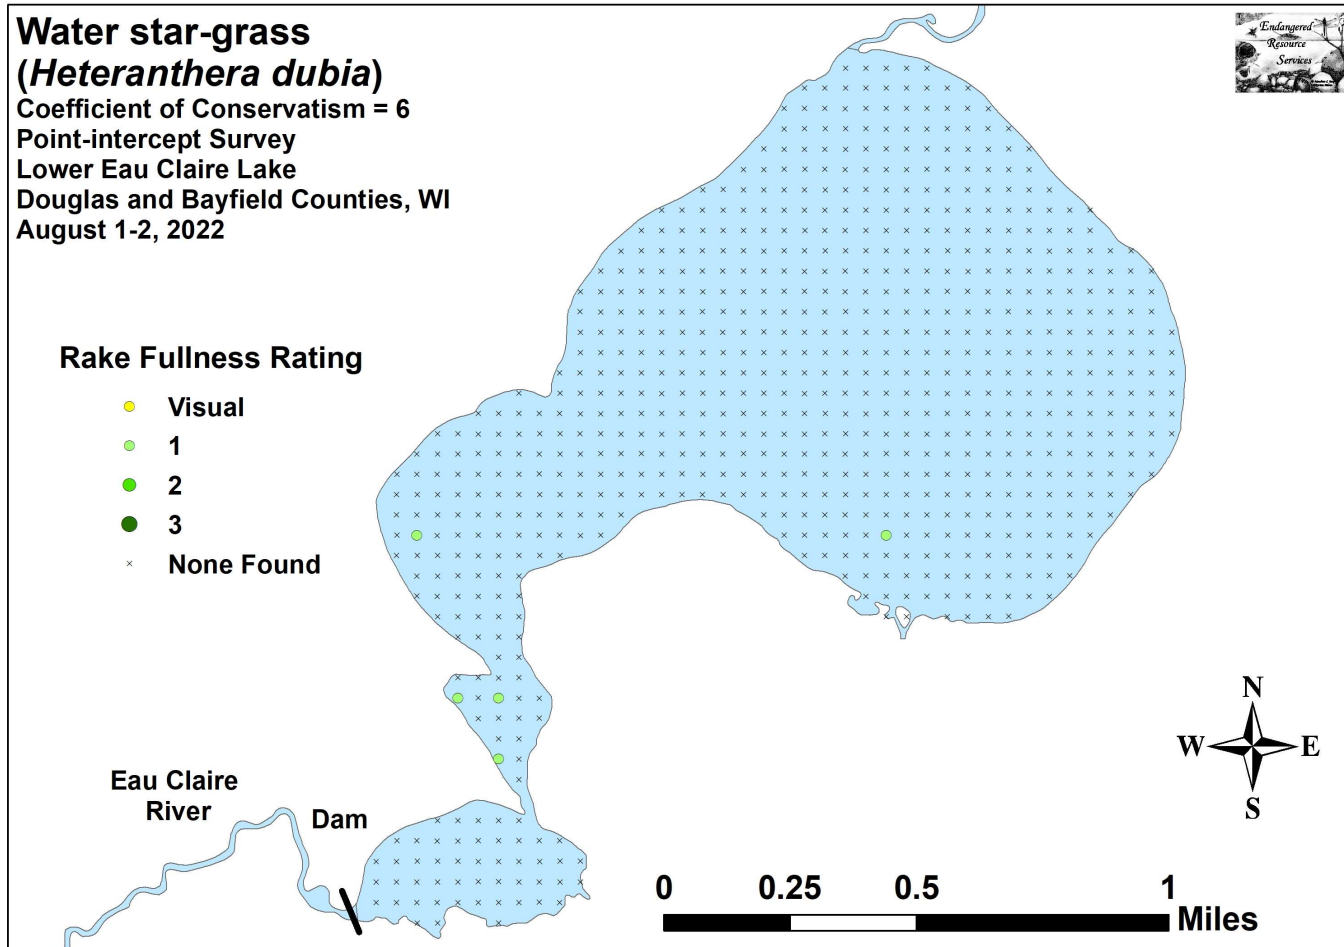 Water star-grass
(Heteranthera dubia)
Coefficient of Conservatism = 6
Point-intercept Survey
Lower Eau Claire Lake
Douglas and Bayfield Counties, WI
August 1-2, 2022
Endangered
Resource
Services
Rake Fullness Rating
Visual
1
2
3
None Found
Eau Claire
River
Dam
N
W E
S
0 0.25 0.5 1
Miles